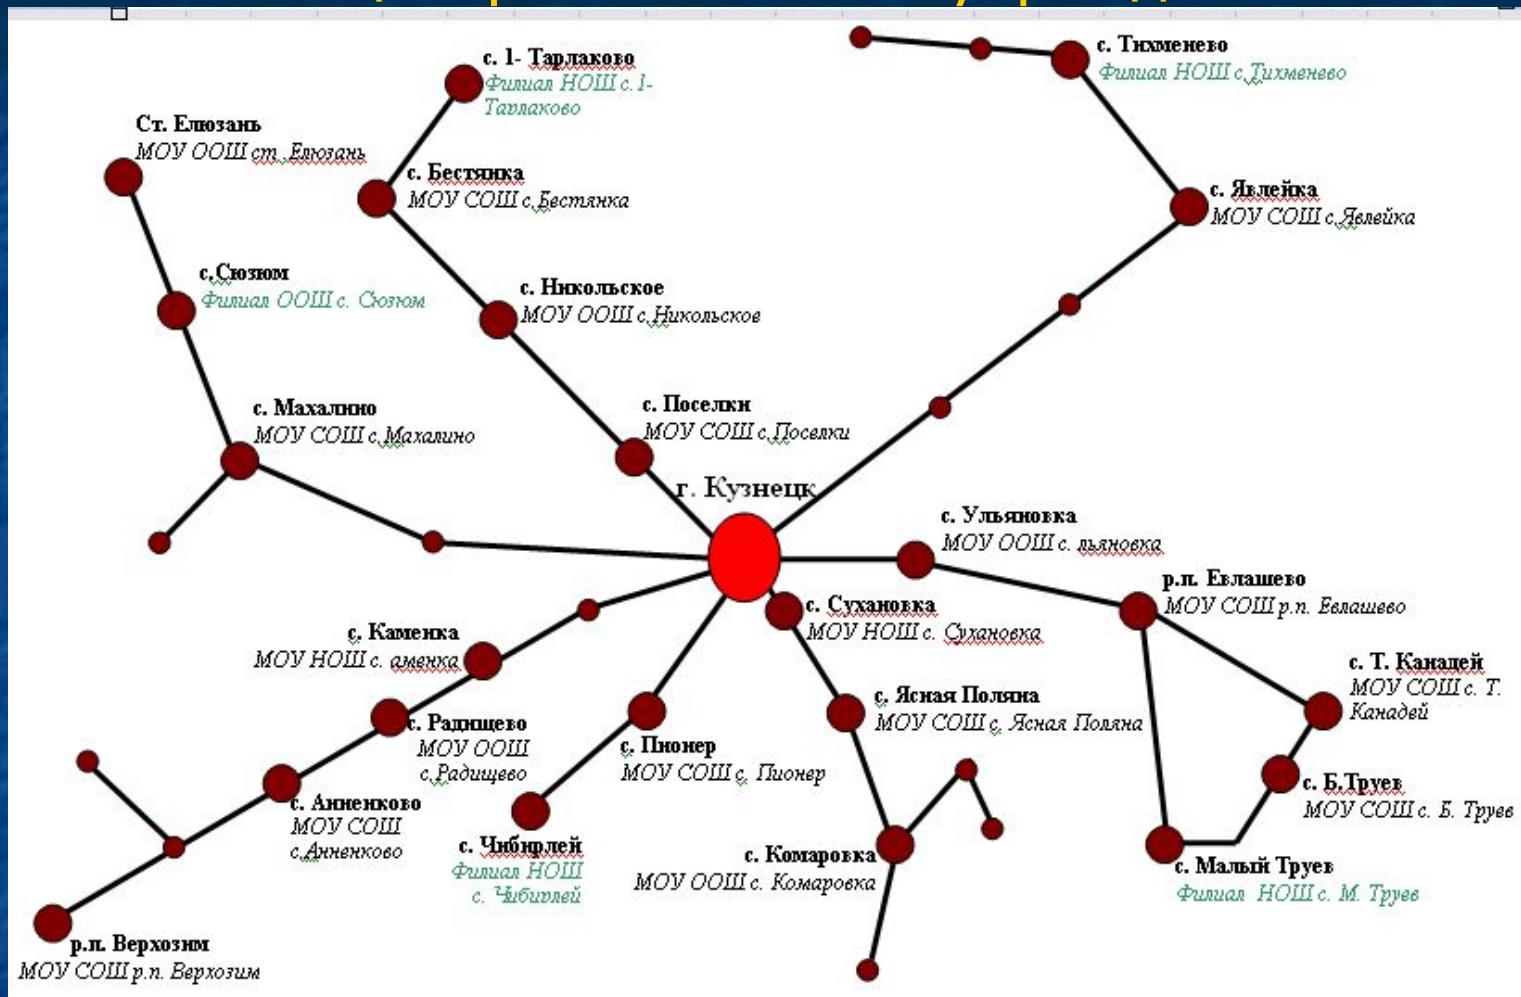 с. 1- Тарлаково
Филиал НОШ с. 1-
Тарлаково
с. Тихменево
Филиал НОШ с.Тихменево
Ст. Елюзань
МОУ ООШ ст. Елюзань
с. Бестянка
МОУ СОШ с.Бестянка
с. Явлейка
МОУ СОШ с.Явлейка
с.Сюзюм
Филиал ООШ с. Сюзюм
с. Никольское
МОУ ООШ с.Никольское
с. Махалино
МОУ СОШ с.Махалино
с. Поселки
МОУ СОШ с.Поселки
г. Кузнецк
с. Ульяновка
МОУ ООШ с. льяновка
р.п. Евлашево
МОУ СОШ р.п. Евлашево
с. Сухановка
МОУ НОШ с. Сухановка
с. Каменка
МОУ НОШ с. аменка
с. Т. Канадей
МОУ СОШ с. Т.
Канадей
с. Радищево
МОУ ООШ
с.Радищево
с. Пионер
МОУ СОШ с. Пионер
с. Ясная Поляна
МОУ СОШ с. Ясная Поляна
с. Б.Труев
МОУ СОШ с. Б. Труев
с. Анненково
МОУ СОШ
с.Анненково
с. Чибирлей
Филиал НОШ
с. Чибирлей
с. Комаровка
МОУ ООШ с. Комаровка
с. Малый Труев
Филиал НОШ с. М. Труев
р.п. Верхозим
МОУ СОШ р.п. Верхозим